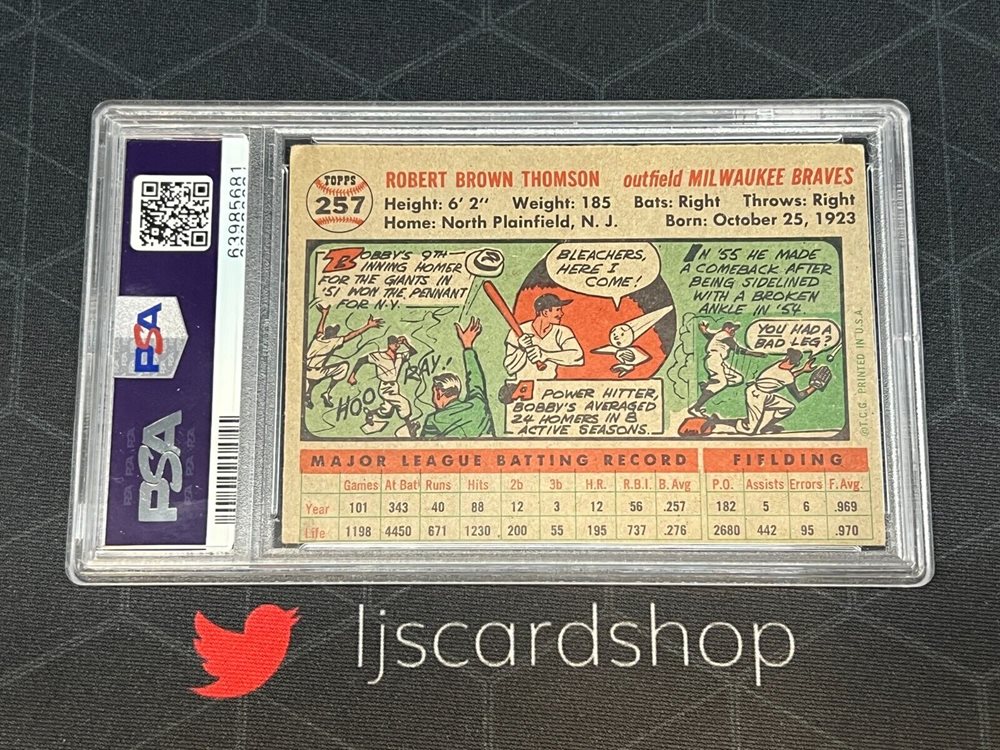 63985681
PSA
PSA
TOPPS
257
ROBERT BROWN THOMSON outfield MILWAUKEE BRAVES
Height: 6' 2" Weight: 185 Bats: Right Throws: Right
Home: North Plainfield, N. J. Born: October 25, 1923
BOBBY'S 9TH
INNING HOMER
FOR THE GIANTS IN
'51 WON THE PENNANT
FOR N.Y.
HOO
RAY!
BLEACHERS,
HERE I
COME!
A POWER HITTER,
BOBBY'S AVERAGED
24 HOMERS IN 8
ACTIVE SEASONS.
IN '55 HE MADE
A COMEBACK AFTER
BEING SIDELINED
WITH A BROKEN
ANKLE IN '54.
YOU HAD A
BAD LEG?
©T.C.G. PRINTED IN U.S.A.
MAJOR LEAGUE BATTING RECORD FIELDING
Games At Bat Runs Hits 2b 3b H.R. R.B.I. B. Avg P.O. Assists Errors F. Avg.
Year 101 343 40 88 12 3 12 56 .257 182 5 6 .969
Life 1198 4450 671 1230 200 55 195 737 .276 2680 442 95 .970
ljscardshop